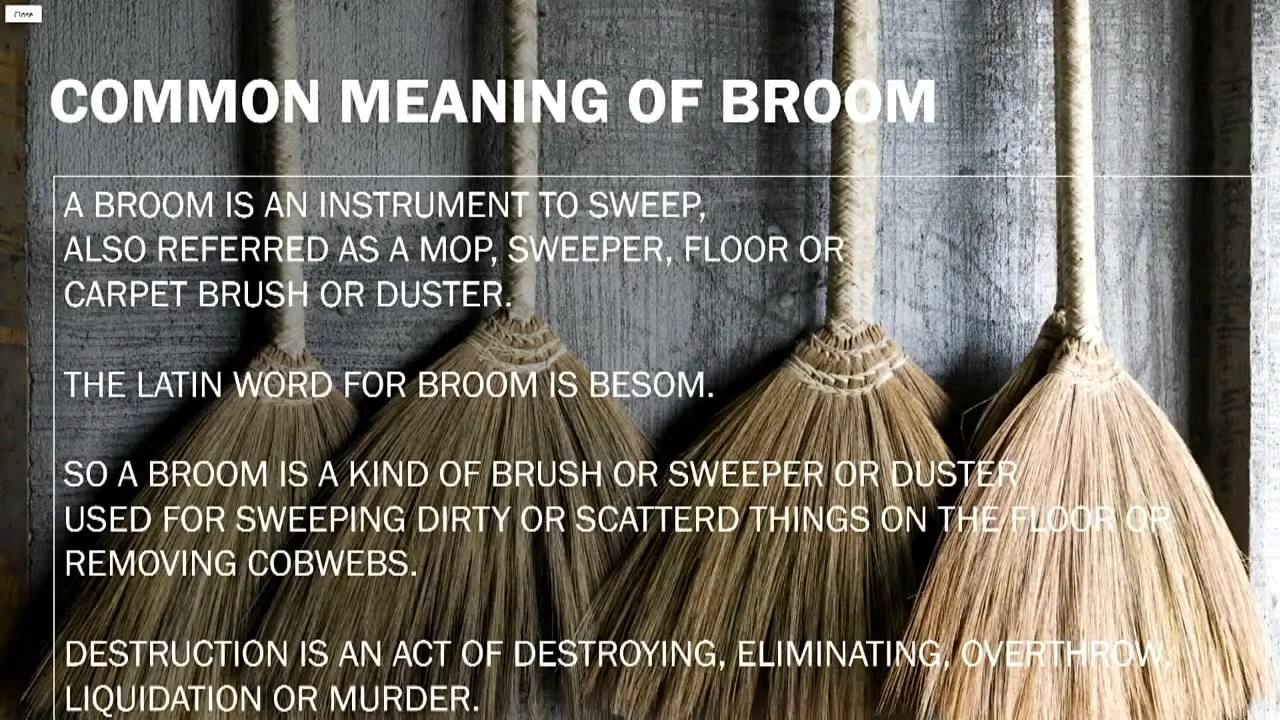 Close
COMMON MEANING OF BROOM
A BROOM IS AN INSTRUMENT TO SWEEP,
ALSO REFERRED AS A MOP, SWEEPER, FLOOR OR
CARPET BRUSH OR DUSTER.
THE LATIN WORD FOR BROOM IS BESOM.
SO A BROOM IS A KIND OF BRUSH OR SWEEPER OR DUSTER
USED FOR SWEEPING DIRTY OR SCATTERD THINGS ON THE FLOOR OR
REMOVING COBWEBS.
DESTRUCTION IS AN ACT OF DESTROYING, ELIMINATING, OVERTHROW,
LIQUIDATION OR MURDER.